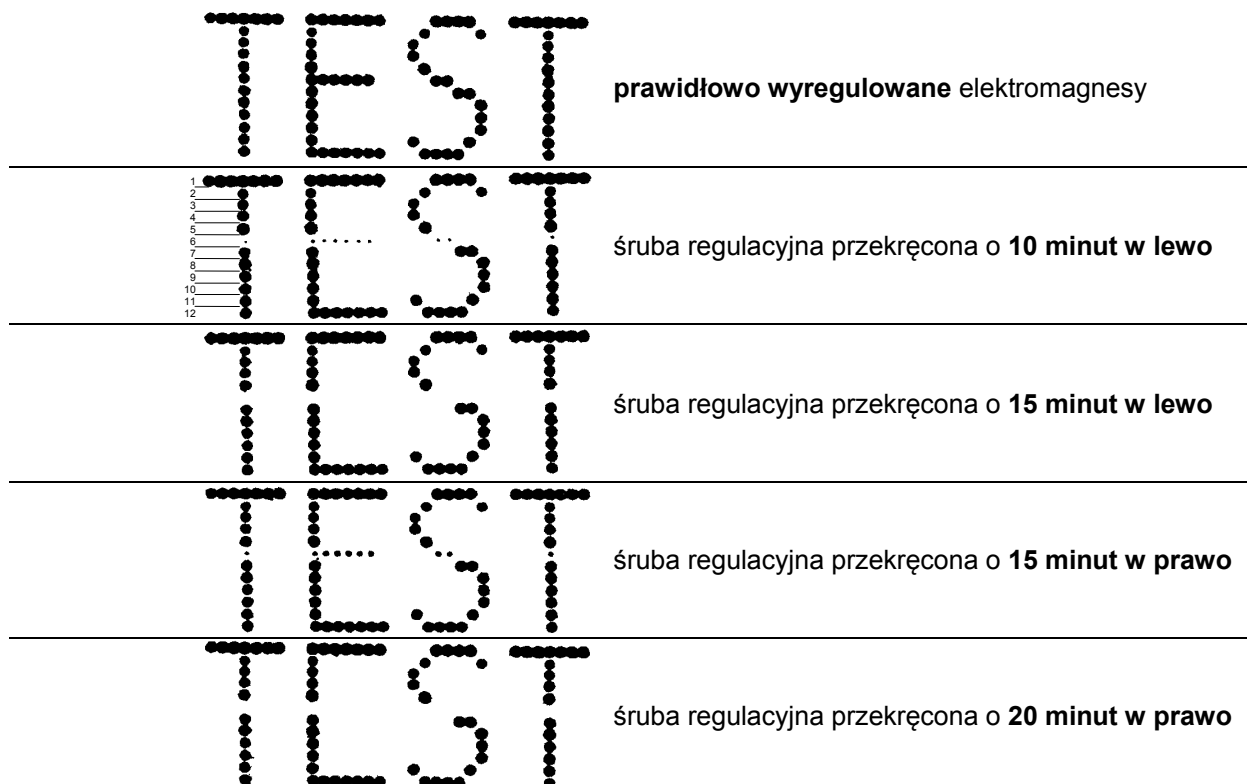 TEST prawidłowo wyregulowane elektromagnesy
1
2
3
4
5
6
7
8
9
10
11
12
TEST śruba regulacyjna przekręcona o 10 minut w lewo
TEST śruba regulacyjna przekręcona o 15 minut w lewo
TEST śruba regulacyjna przekręcona o 15 minut w prawo
TEST śruba regulacyjna przekręcona o 20 minut w prawo